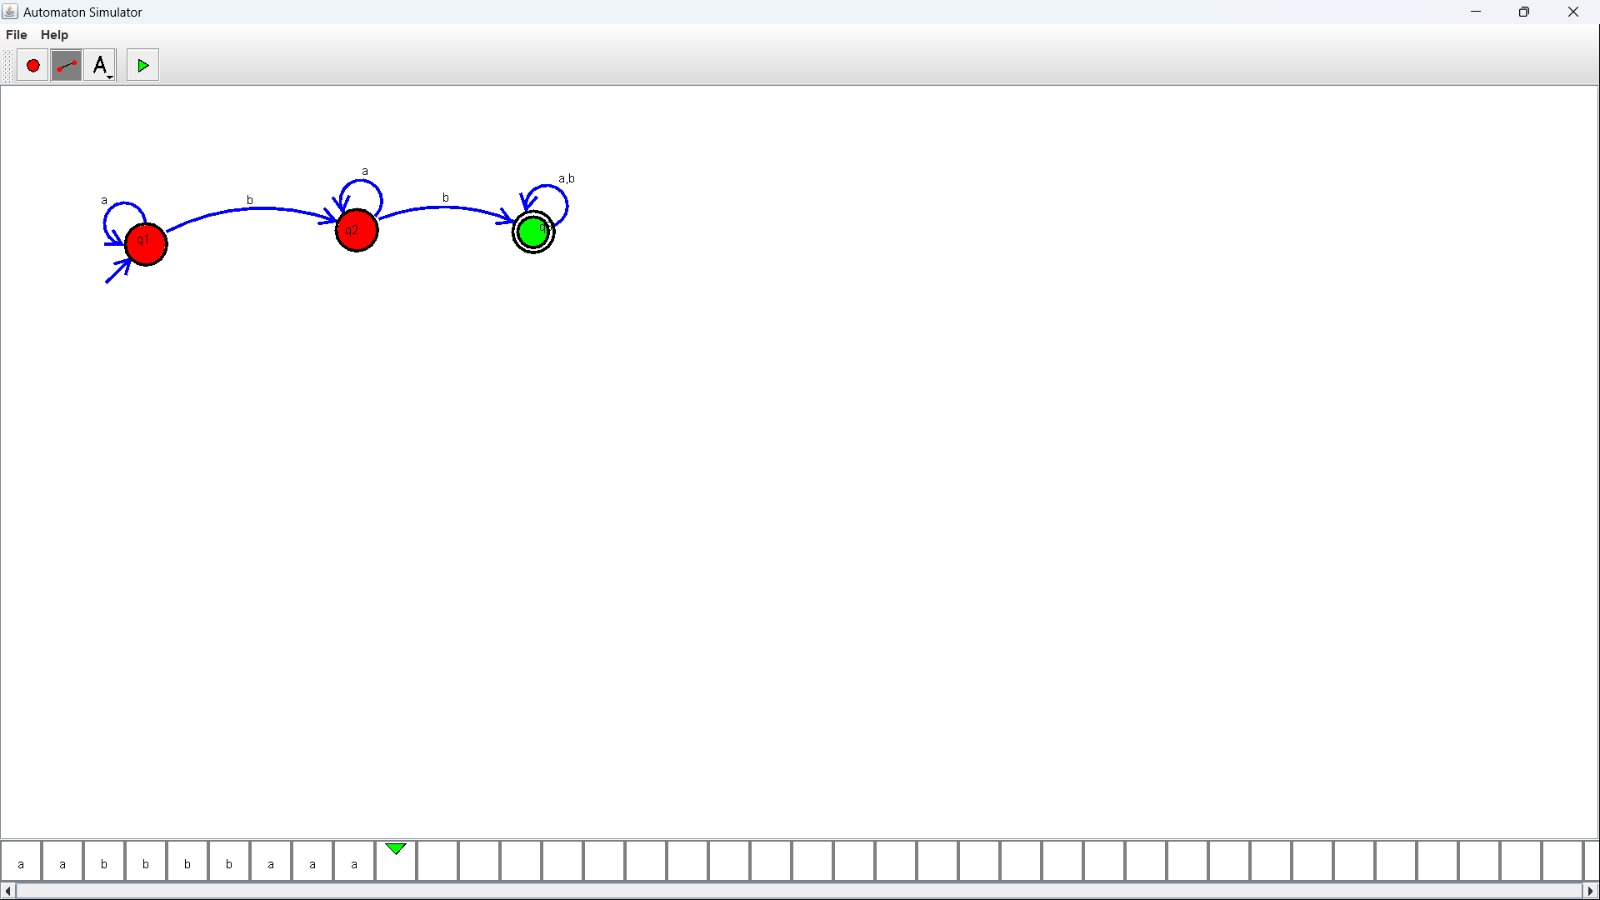 Automaton Simulator
File Help
A
a
b
a
b
a,b
q1
q2
q
a a b b b b a a a